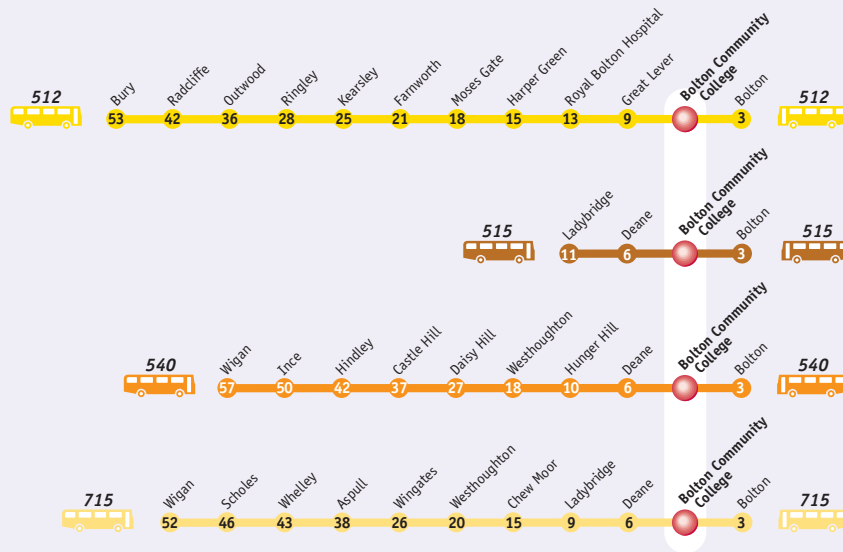 512
Bury
Radcliffe
Outwood
Ringley
Kearsley
Farnworth
Moses Gate
Harper Green
Royal Bolton Hospital
Great Lever
Bolton Community
College
Bolton
512
53
42
36
28
25
21
18
15
13
9
3
515
Ladybridge
Deane
Bolton Community
College
Bolton
515
11
6
3
540
Wigan
Ince
Hindley
Castle Hill
Daisy Hill
Westhoughton
Hunger Hill
Deane
Bolton Community
College
Bolton
540
57
50
42
37
27
18
10
6
3
715
Wigan
Scholes
Whelley
Aspull
Wingates
Westhoughton
Chew Moor
Ladybridge
Deane
Bolton Community
College
Bolton
715
52
46
43
38
26
20
15
9
6
3